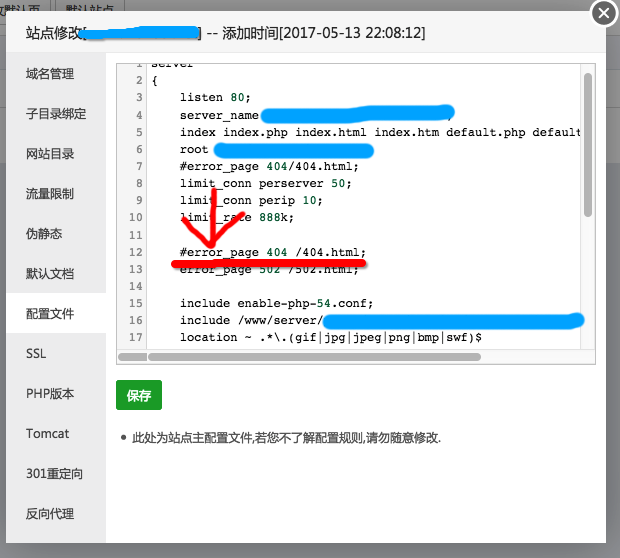 默认页
默认站点
站点修改[
] -- 添加时间[2017-05-13 22:08:12]
域名管理
子目录绑定
网站目录
流量限制
伪静态
默认文档
配置文件
SSL
PHP版本
Tomcat
301重定向
反向代理
1 server
2 {
3 listen 80;
4 server_name
5 index index.php index.html index.htm default.php default
6 root
7 #error_page 404/404.html;
8 limit_conn perserver 50;
9 limit_conn perip 10;
10 limit_rate 888k;
11
12 #error_page 404 /404.html;
13 error_page 502 /502.html;
14
15 include enable-php-54.conf;
16 include /www/server/
17 location ~ .*\.(gif|jpg|jpeg|png|bmp|swf)$
保存
此处为站点主配置文件,若您不了解配置规则,请勿随意修改.